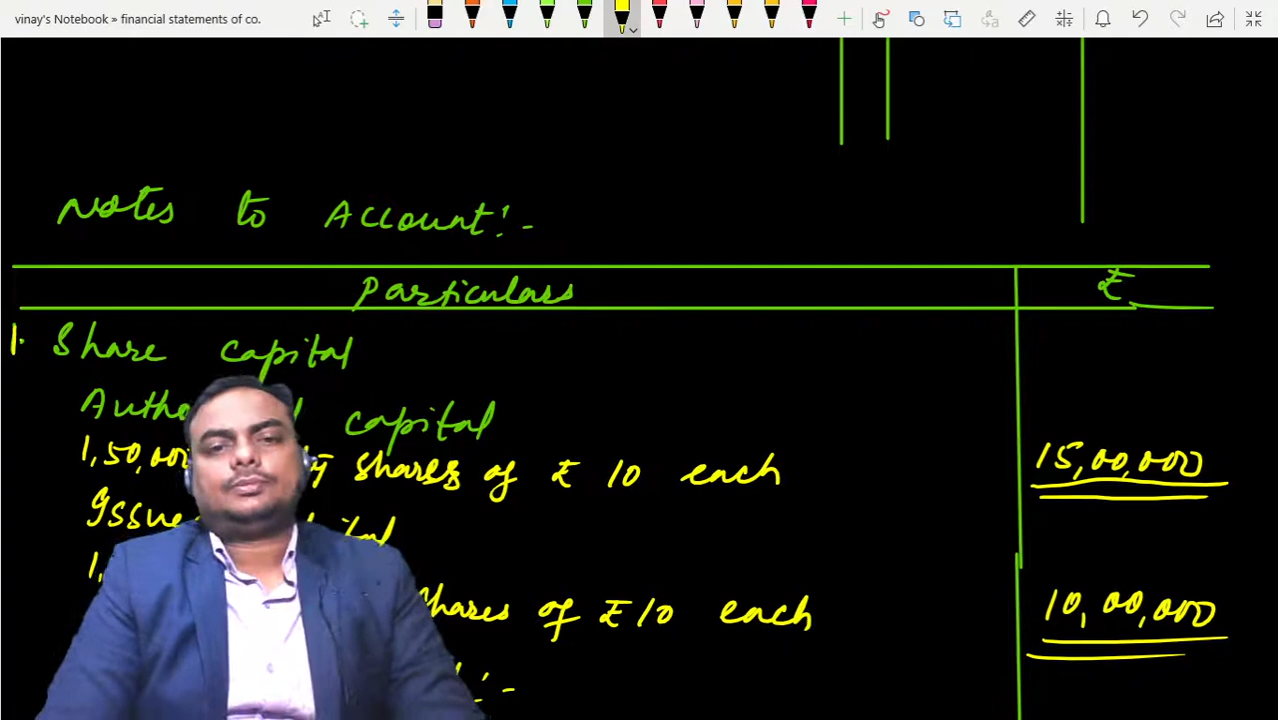 vinay's Notebook » financial statements of co.
Notes to Account:-
Particulars ₹
1. Share capital
capital
shares of ₹ 10 each 15,00,000
shares of ₹ 10 each 10,00,000